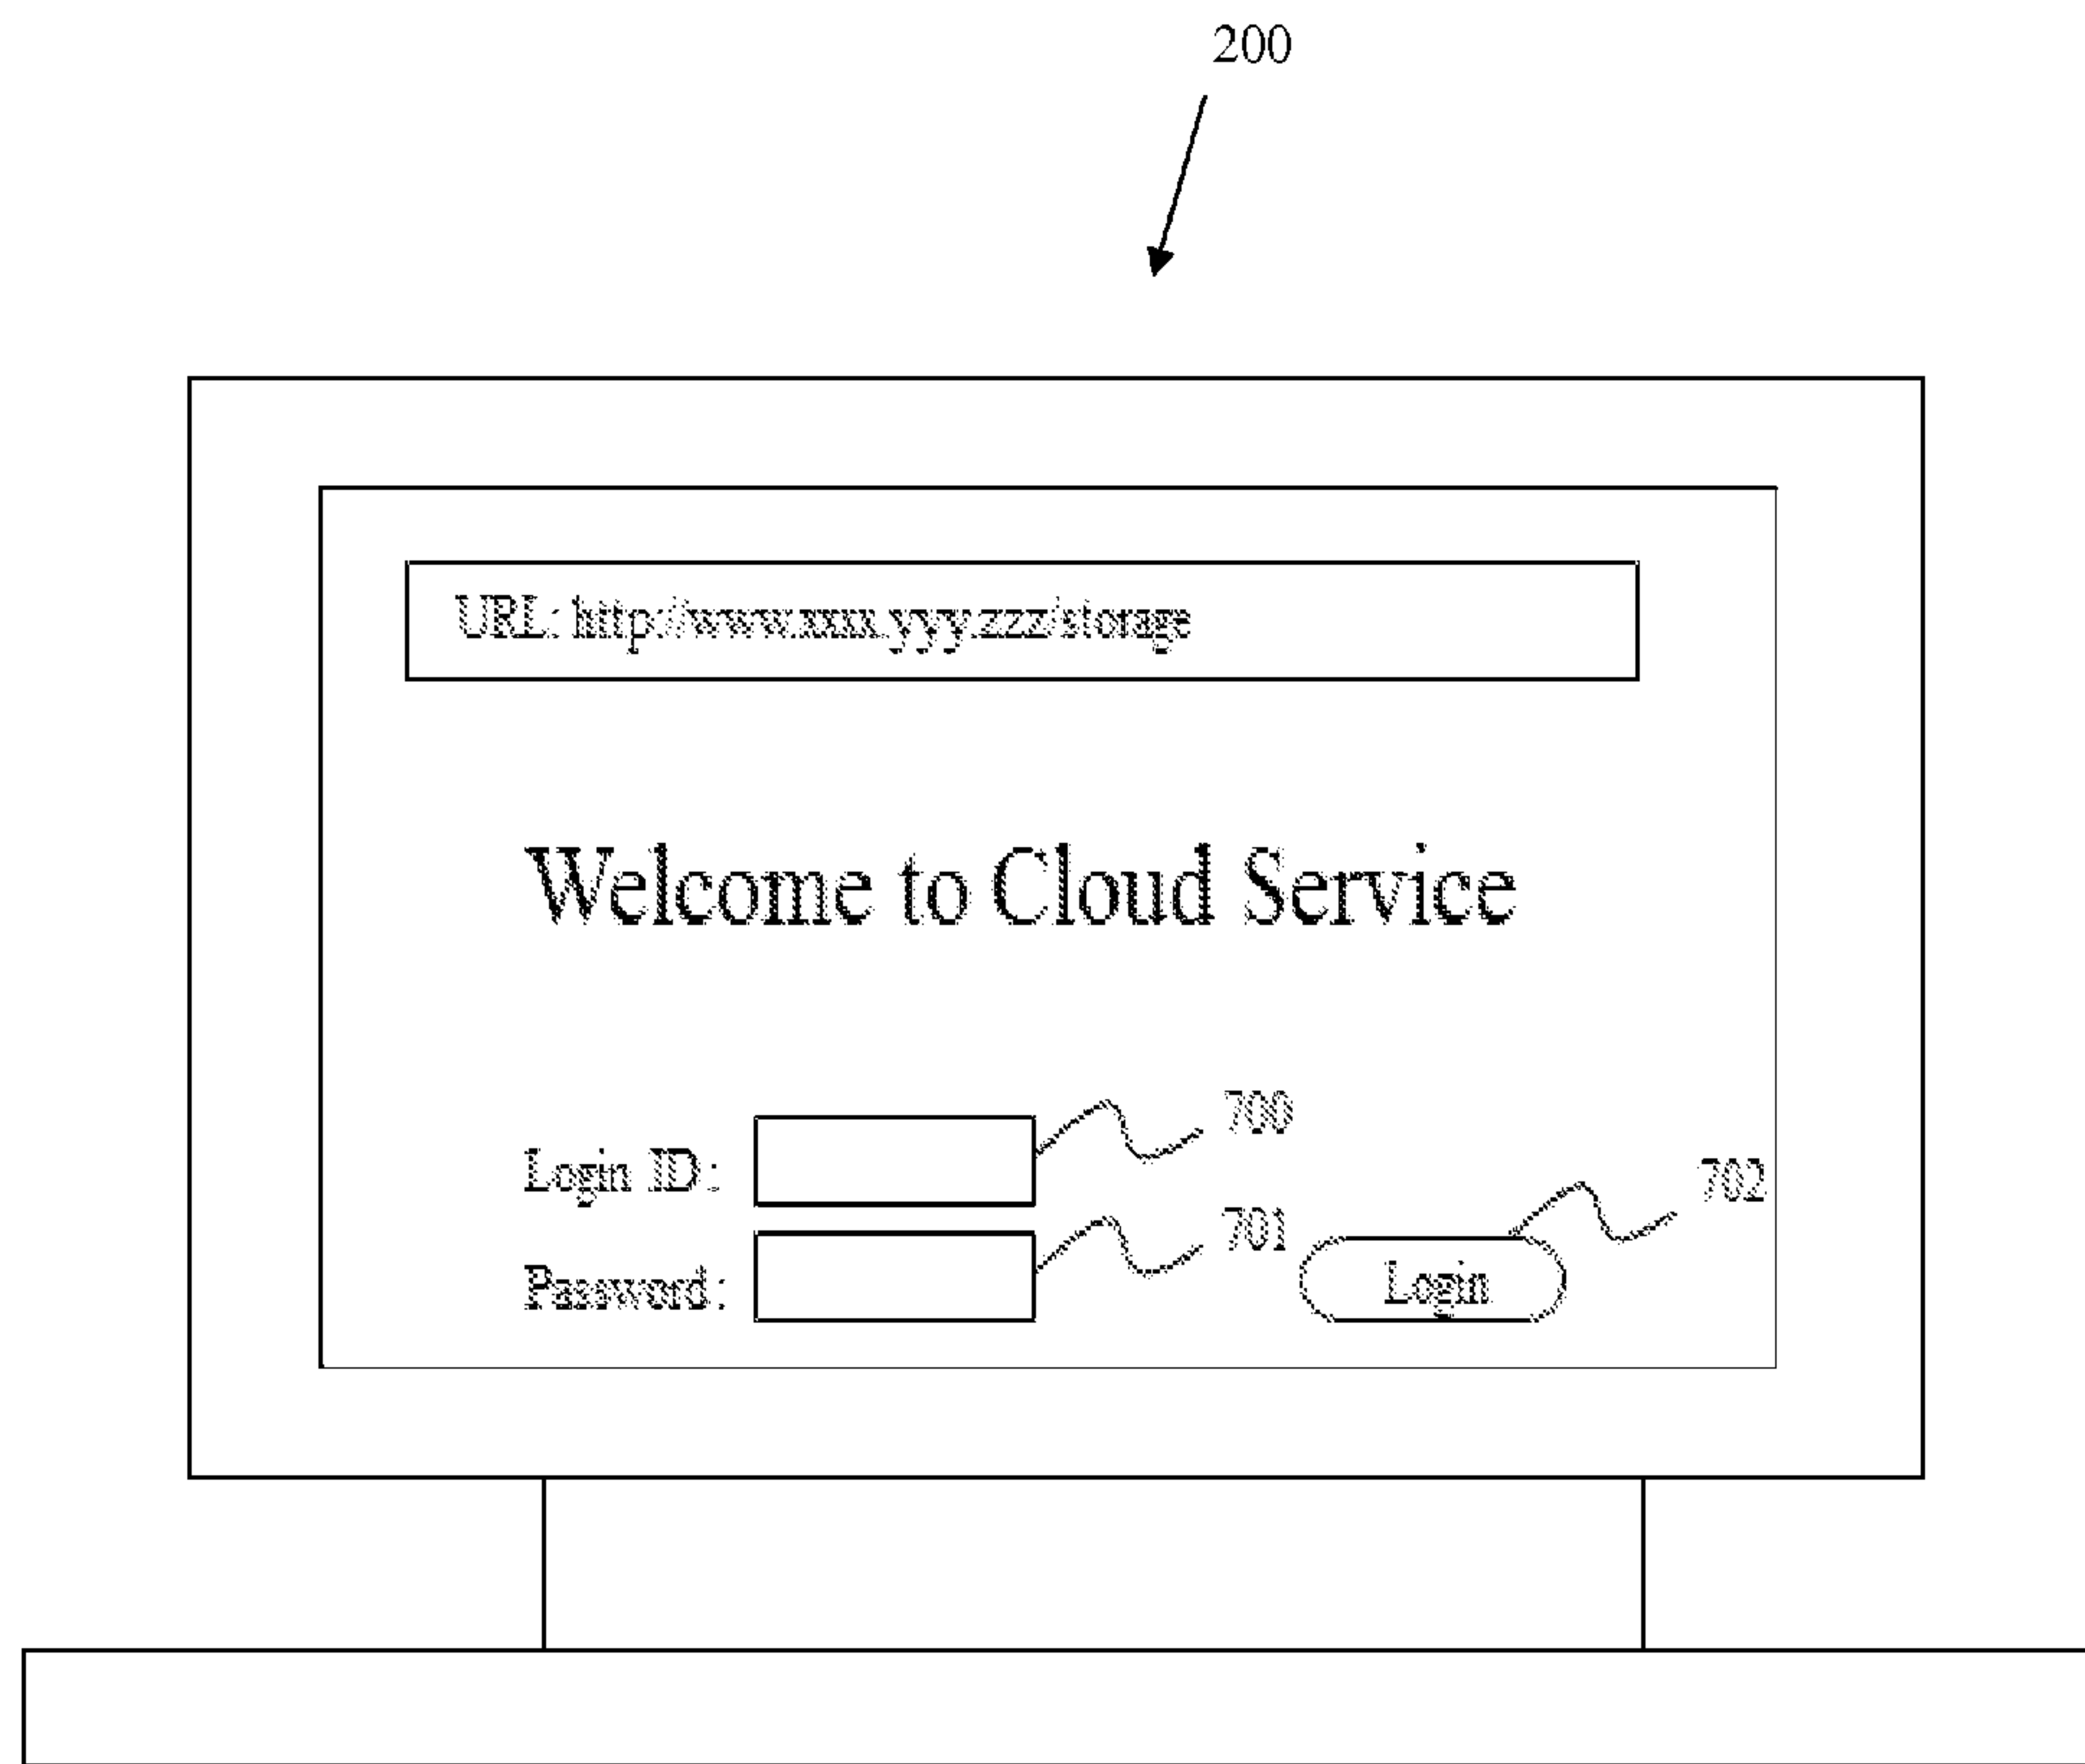 200
URL: http://www.xxx.yyy.zzz/storage
Welcome to Cloud Service
700
Login ID:
702
701
Password:
Login